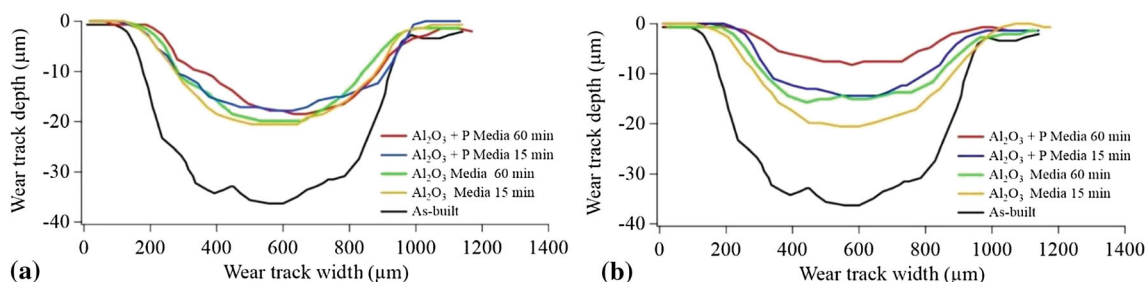 0
-10
-20
-30
-40
Wear track depth (µm)
Al₂O₃ + P Media 60 min
Al₂O₃ + P Media 15 min
Al₂O₃ Media 60 min
Al₂O₃ Media 15 min
As-built
0 200 400 600 800 1000 1200 1400
(a) Wear track width (µm)
0
-10
-20
-30
-40
Wear track depth (µm)
Al₂O₃ + P Media 60 min
Al₂O₃ + P Media 15 min
Al₂O₃ Media 60 min
Al₂O₃ Media 15 min
As-built
0 200 400 600 800 1000 1200 1400
(b) Wear track width (µm)